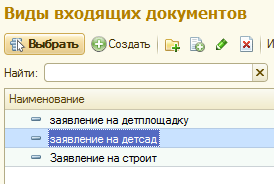 Виды входящих документов
Выбрать Создать
Найти:
Наименование
заявление на детплощадку
заявление на детсад
Заявление на строит